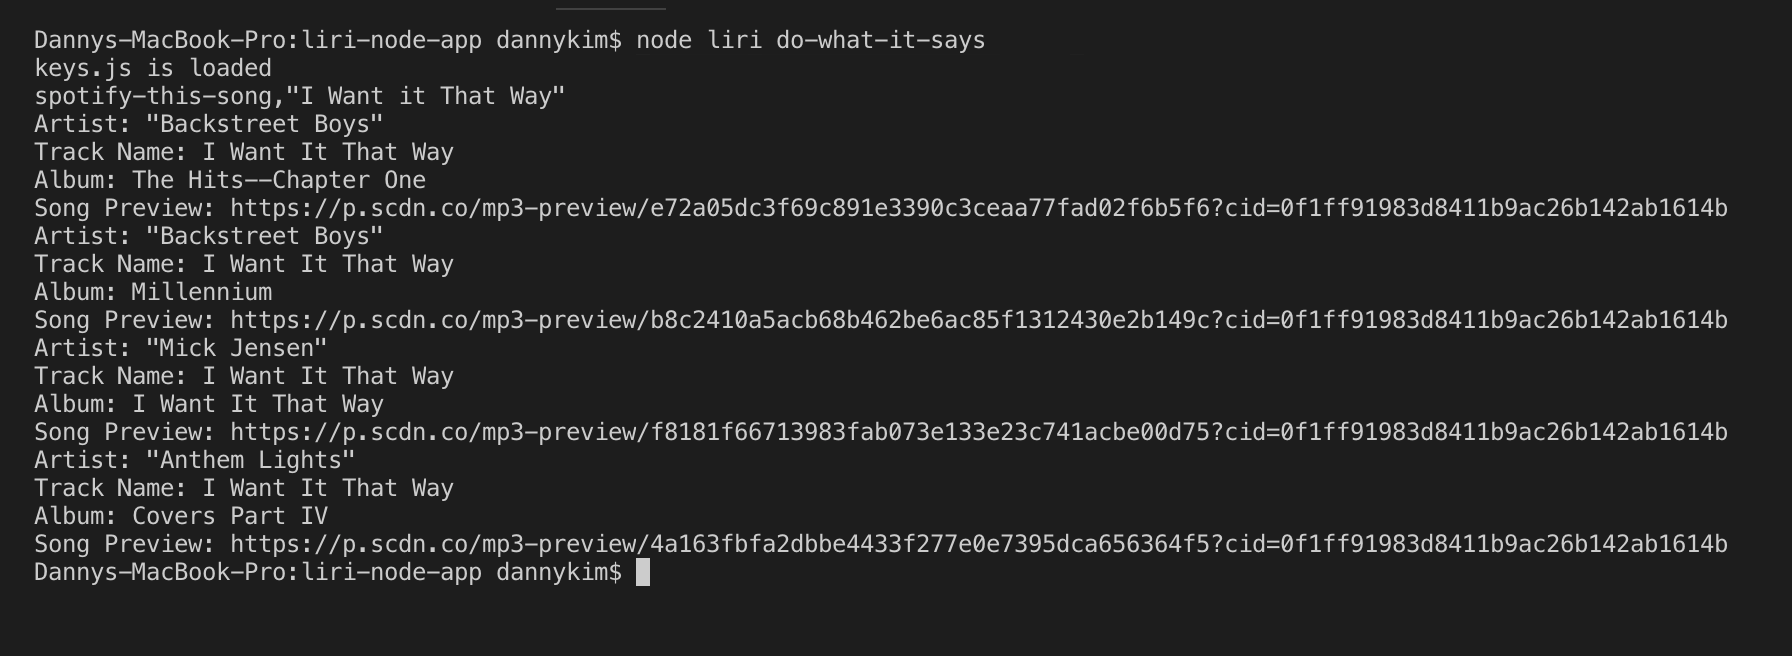 Dannys-MacBook-Pro:liri-node-app dannykim$ node liri do-what-it-says
keys.js is loaded
spotify-this-song,"I Want it That Way"
Artist: "Backstreet Boys"
Track Name: I Want It That Way
Album: The Hits--Chapter One
Song Preview: https://p.scdn.co/mp3-preview/e72a05dc3f69c891e3390c3ceaa77fad02f6b5f6?cid=0f1ff91983d8411b9ac26b142ab1614b
Artist: "Backstreet Boys"
Track Name: I Want It That Way
Album: Millennium
Song Preview: https://p.scdn.co/mp3-preview/b8c2410a5acb68b462be6ac85f1312430e2b149c?cid=0f1ff91983d8411b9ac26b142ab1614b
Artist: "Mick Jensen"
Track Name: I Want It That Way
Album: I Want It That Way
Song Preview: https://p.scdn.co/mp3-preview/f8181f66713983fab073e133e23c741acbe00d75?cid=0f1ff91983d8411b9ac26b142ab1614b
Artist: "Anthem Lights"
Track Name: I Want It That Way
Album: Covers Part IV
Song Preview: https://p.scdn.co/mp3-preview/4a163fbfa2dbbe4433f277e0e7395dca656364f5?cid=0f1ff91983d8411b9ac26b142ab1614b
Dannys-MacBook-Pro:liri-node-app dannykim$